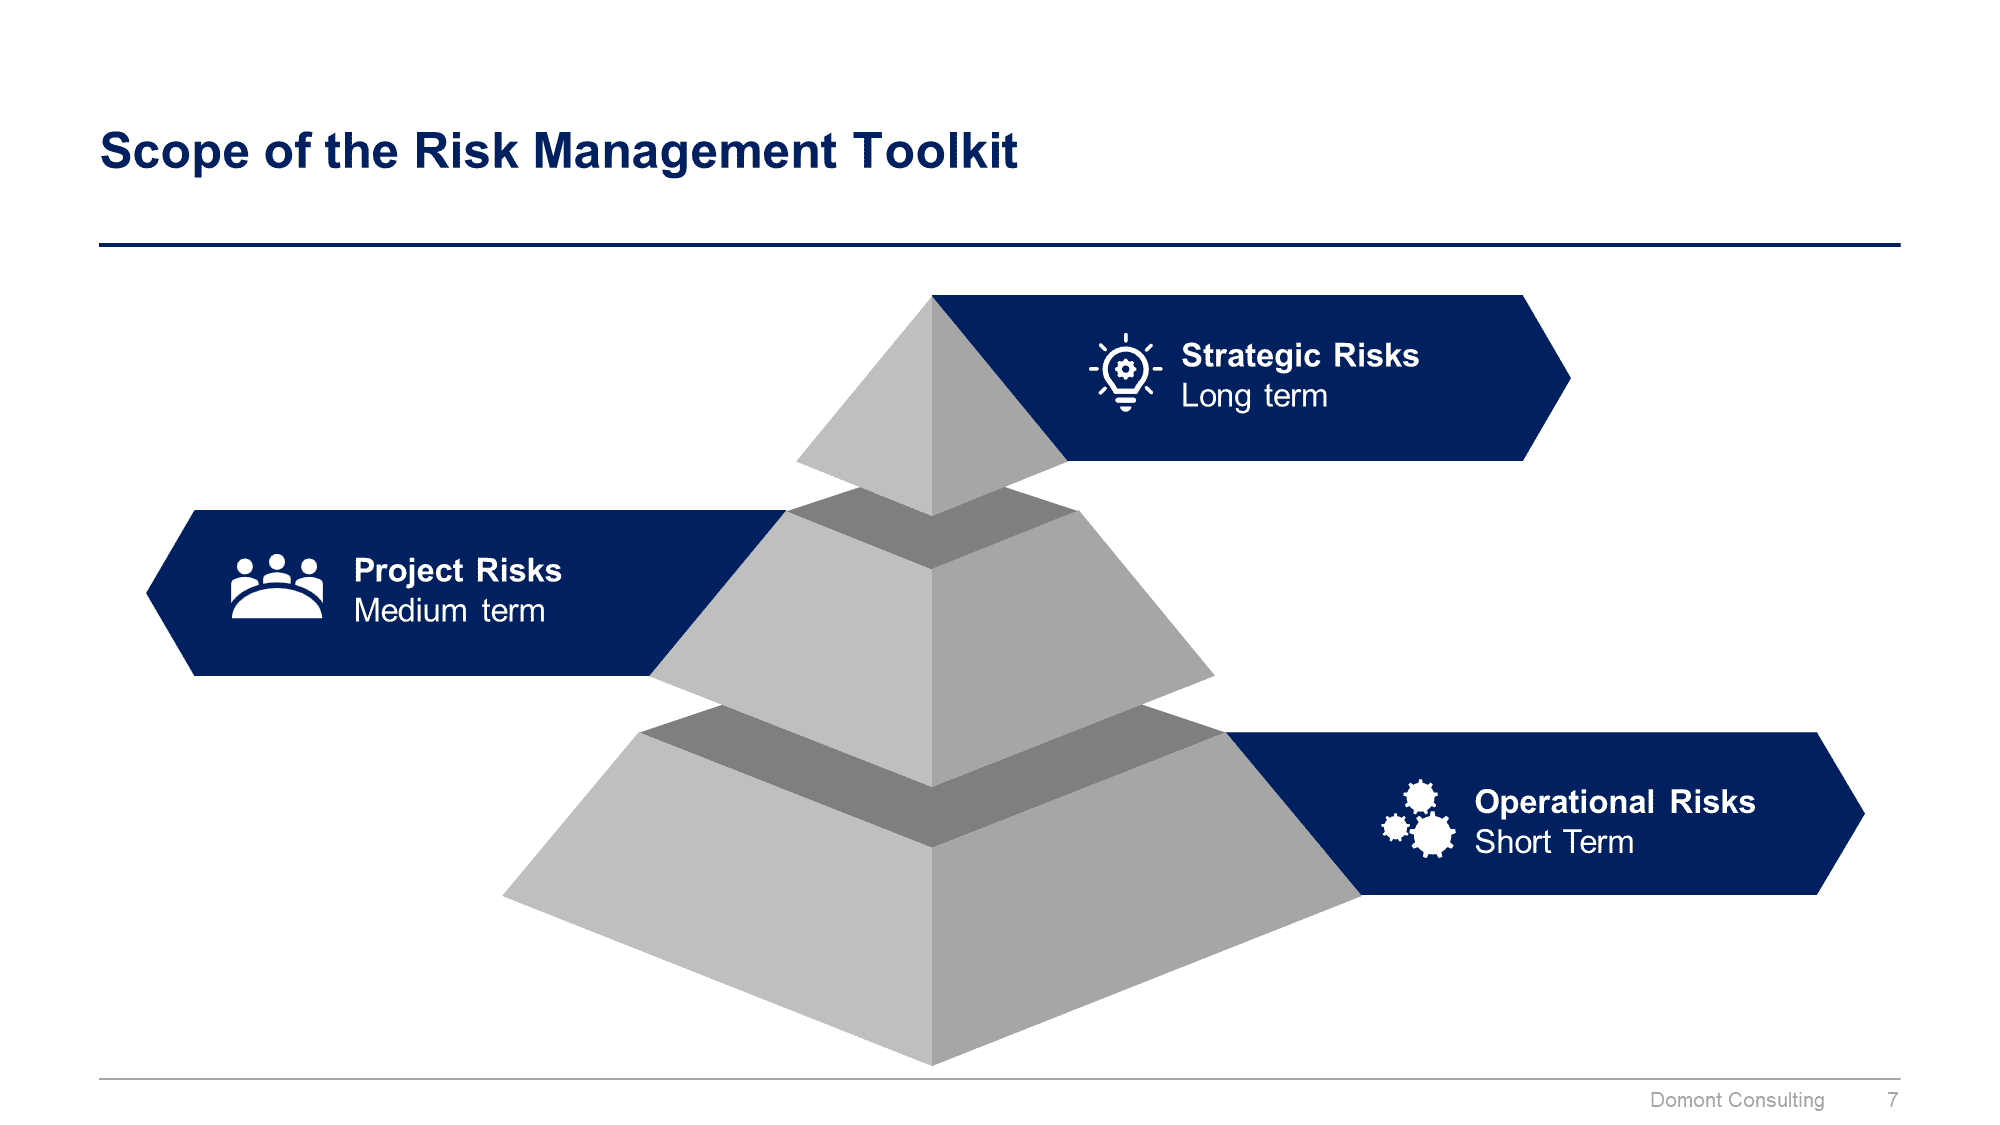 Scope of the Risk Management Toolkit
Strategic Risks
Long term
Project Risks
Medium term
Operational Risks
Short Term
Domont Consulting
7